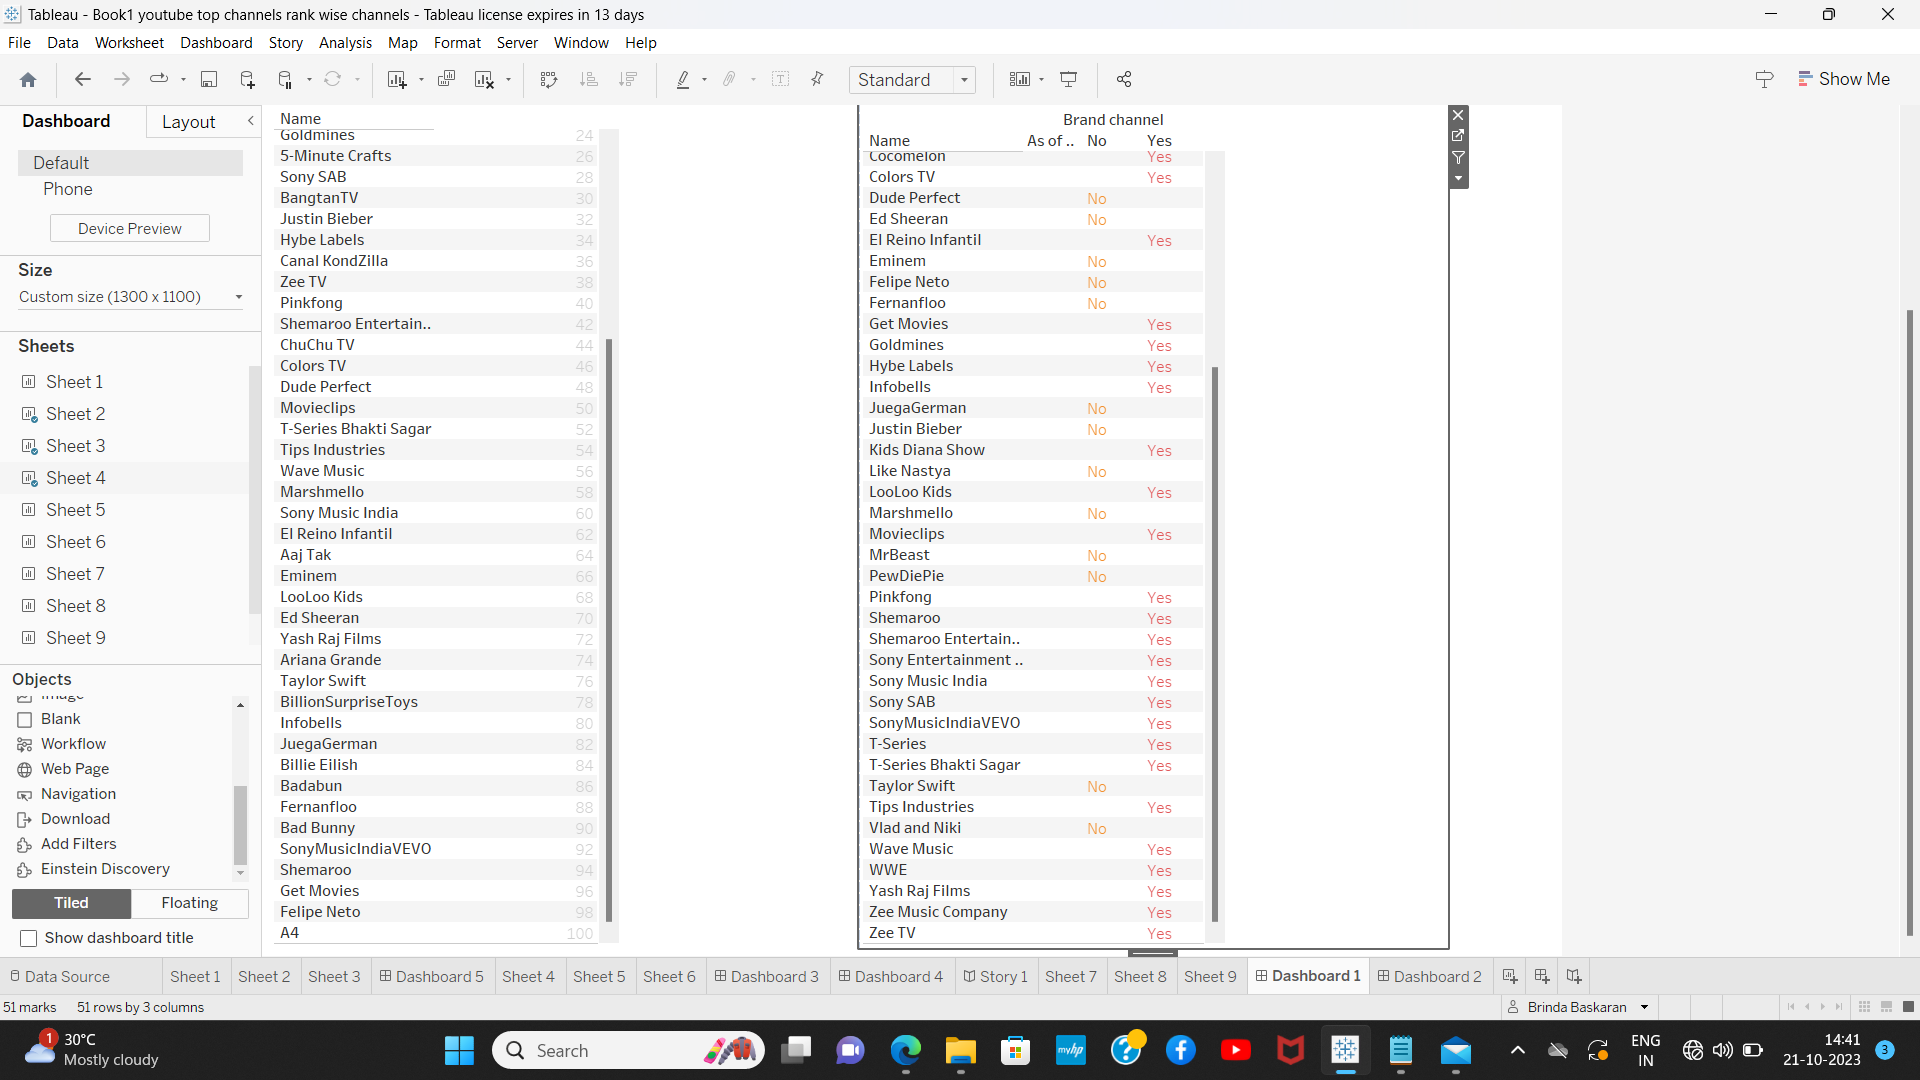 Tableau - Book1 youtube top channels rank wise channels - Tableau license expires in 13 days
File Data Worksheet Dashboard Story Analysis Map Format Server Window Help
Standard
Show Me
Dashboard Layout
Default
Phone
Device Preview
Size
Custom size (1300 x 1100)
Sheets
Sheet 1
Sheet 2
Sheet 3
Sheet 4
Sheet 5
Sheet 6
Sheet 7
Sheet 8
Sheet 9
Objects
Image
Blank
Workflow
Web Page
Navigation
Download
Add Filters
Einstein Discovery
Tiled Floating
Show dashboard title
Name
Goldmines 24
5-Minute Crafts 26
Sony SAB 28
BangtanTV 30
Justin Bieber 32
Hybe Labels 34
Canal KondZilla 36
Zee TV 38
Pinkfong 40
Shemaroo Entertain.. 42
ChuChu TV 44
Colors TV 46
Dude Perfect 48
Movieclips 50
T-Series Bhakti Sagar 52
Tips Industries 54
Wave Music 56
Marshmello 58
Sony Music India 60
El Reino Infantil 62
Aaj Tak 64
Eminem 66
LooLoo Kids 68
Ed Sheeran 70
Yash Raj Films 72
Ariana Grande 74
Taylor Swift 76
BillionSurpriseToys 78
Infobells 80
JuegaGerman 82
Billie Eilish 84
Badabun 86
Fernanfloo 88
Bad Bunny 90
SonyMusicIndiaVEVO 92
Shemaroo 94
Get Movies 96
Felipe Neto 98
A4 100
Brand channel
Name As of .. No Yes
Cocomelon Yes
Colors TV Yes
Dude Perfect No
Ed Sheeran No
El Reino Infantil Yes
Eminem No
Felipe Neto No
Fernanfloo No
Get Movies Yes
Goldmines Yes
Hybe Labels Yes
Infobells Yes
JuegaGerman No
Justin Bieber No
Kids Diana Show Yes
Like Nastya No
LooLoo Kids Yes
Marshmello No
Movieclips Yes
MrBeast No
PewDiePie No
Pinkfong Yes
Shemaroo Yes
Shemaroo Entertain.. Yes
Sony Entertainment .. Yes
Sony Music India Yes
Sony SAB Yes
SonyMusicIndiaVEVO Yes
T-Series Yes
T-Series Bhakti Sagar Yes
Taylor Swift No
Tips Industries Yes
Vlad and Niki No
Wave Music Yes
WWE Yes
Yash Raj Films Yes
Zee Music Company Yes
Zee TV Yes
Data Source Sheet 1 Sheet 2 Sheet 3 Dashboard 5 Sheet 4 Sheet 5 Sheet 6 Dashboard 3 Dashboard 4 Story 1 Sheet 7 Sheet 8 Sheet 9 Dashboard 1 Dashboard 2
51 marks 51 rows by 3 columns Brinda Baskaran
1 30°C
Mostly cloudy
Search
myhp
ENG
IN
14:41
21-10-2023
3